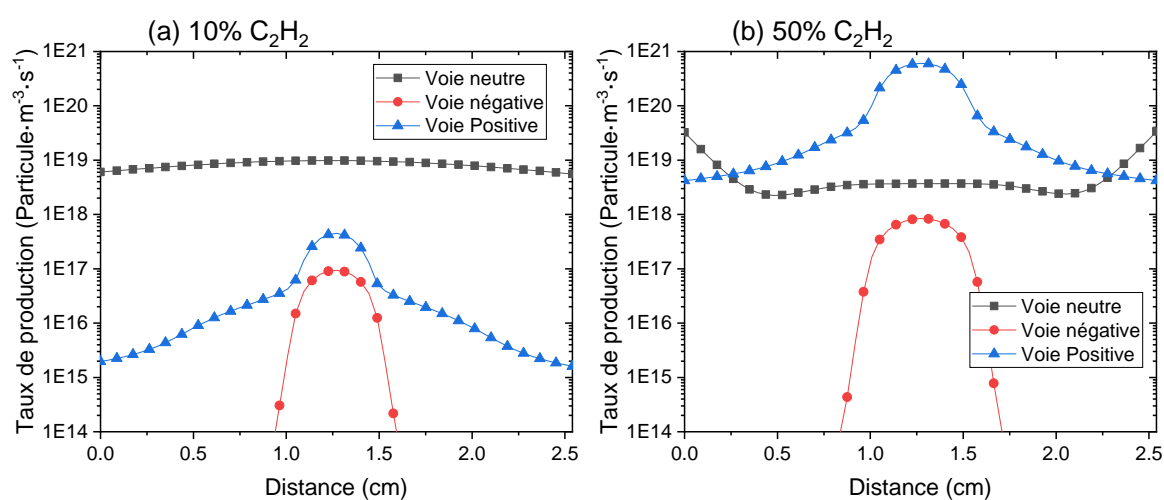 (a) 10% C₂H₂
Taux de production (Particule·m⁻³·s⁻¹)
1E21
1E20
1E19
1E18
1E17
1E16
1E15
1E14
Voie neutre
Voie négative
Voie Positive
0.0 0.5 1.0 1.5 2.0 2.5
Distance (cm)
(b) 50% C₂H₂
Taux de production (Particule·m⁻³·s⁻¹)
1E21
1E20
1E19
1E18
1E17
1E16
1E15
1E14
Voie neutre
Voie négative
Voie Positive
0.0 0.5 1.0 1.5 2.0 2.5
Distance (cm)